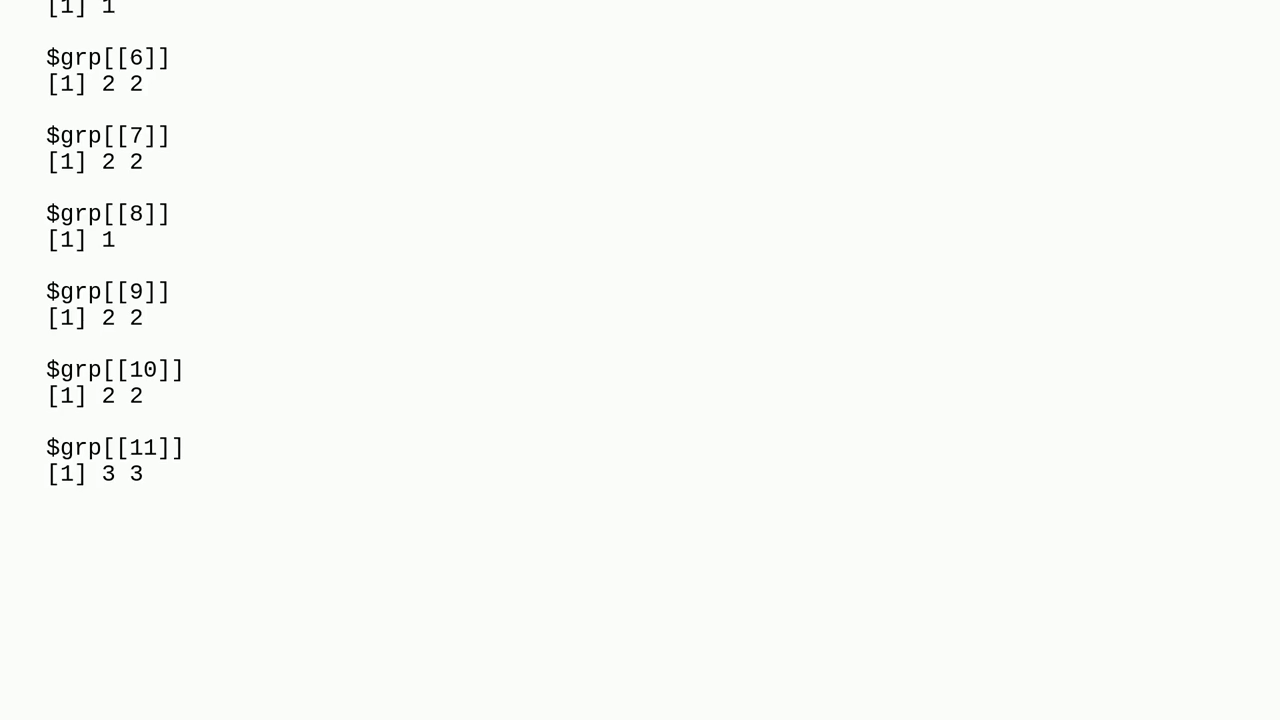 [1] 1
$grp[[6]]
[1] 2 2
$grp[[7]]
[1] 2 2
$grp[[8]]
[1] 1
$grp[[9]]
[1] 2 2
$grp[[10]]
[1] 2 2
$grp[[11]]
[1] 3 3